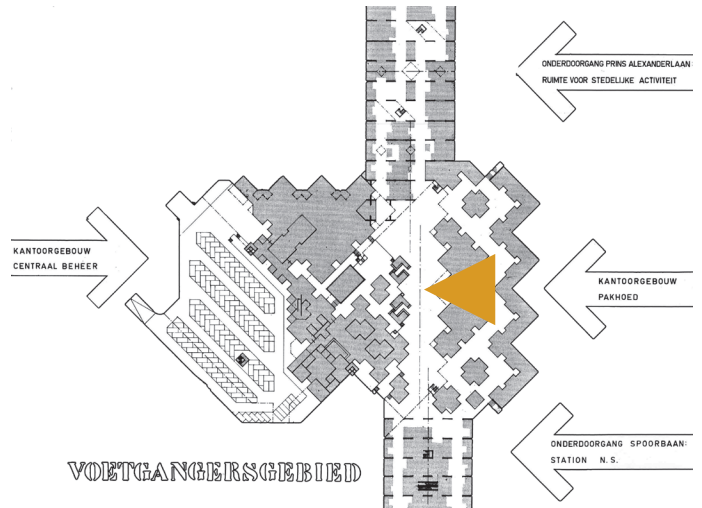 ONDERDOORGANG PRINS ALEXANDERLAAN:
RUIMTE VOOR STEDELIJKE ACTIVITEIT
KANTOORGEBOUW
CENTRAAL BEHEER
KANTOORGEBOUW
PAKHOED
ONDERDOORGANG SPOORBAAN:
STATION N.S.
VOETGANGERSGEBIED